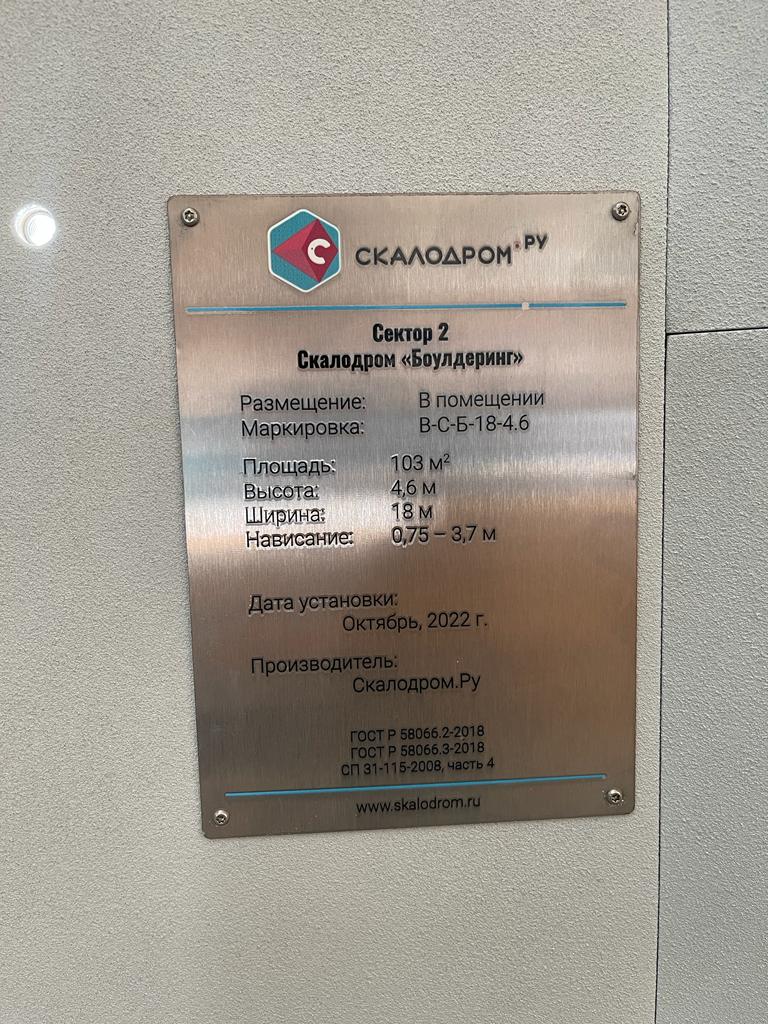 С СКАЛОДРОМ.РУ
Сектор 2
Скалодром «Боулдеринг»
Размещение: В помещении
Маркировка: В-С-Б-18-4.6
Площадь: 103 м²
Высота: 4,6 м
Ширина: 18 м
Нависание: 0,75 – 3,7 м
Дата установки:
Октябрь, 2022 г.
Производитель:
Скалодром.Ру
ГОСТ Р 58066.2-2018
ГОСТ Р 58066.3-2018
СП 31-115-2008, часть 4
www.skalodrom.ru